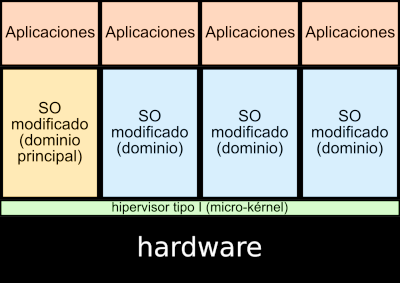 Aplicaciones Aplicaciones Aplicaciones Aplicaciones
SO
modificado
(dominio
principal)
SO
modificado
(dominio)
SO
modificado
(dominio)
SO
modificado
(dominio)
hipervisor tipo I (micro-kérnel)
hardware